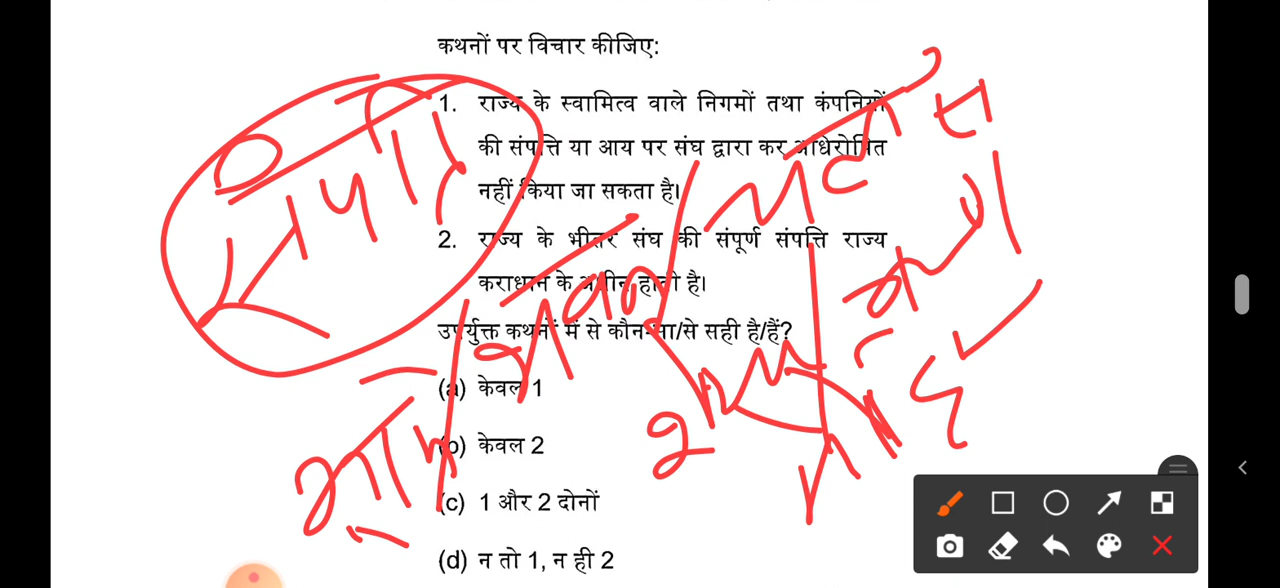 कथनों पर विचार कीजिए:
1. राज्य के स्वामित्व वाले निगमों तथा कंपनियों
की संपत्ति या आय पर संघ द्वारा कर अधिरोपित
नहीं किया जा सकता है।
2. राज्य के भीतर संघ की संपूर्ण संपत्ति राज्य
कराधान के अधीन होती है।
उपर्युक्त कथनों में से कौन-सा/से सही है/हैं?
(a) केवल 1
(b) केवल 2
(c) 1 और 2 दोनों
(d) न तो 1, न ही 2